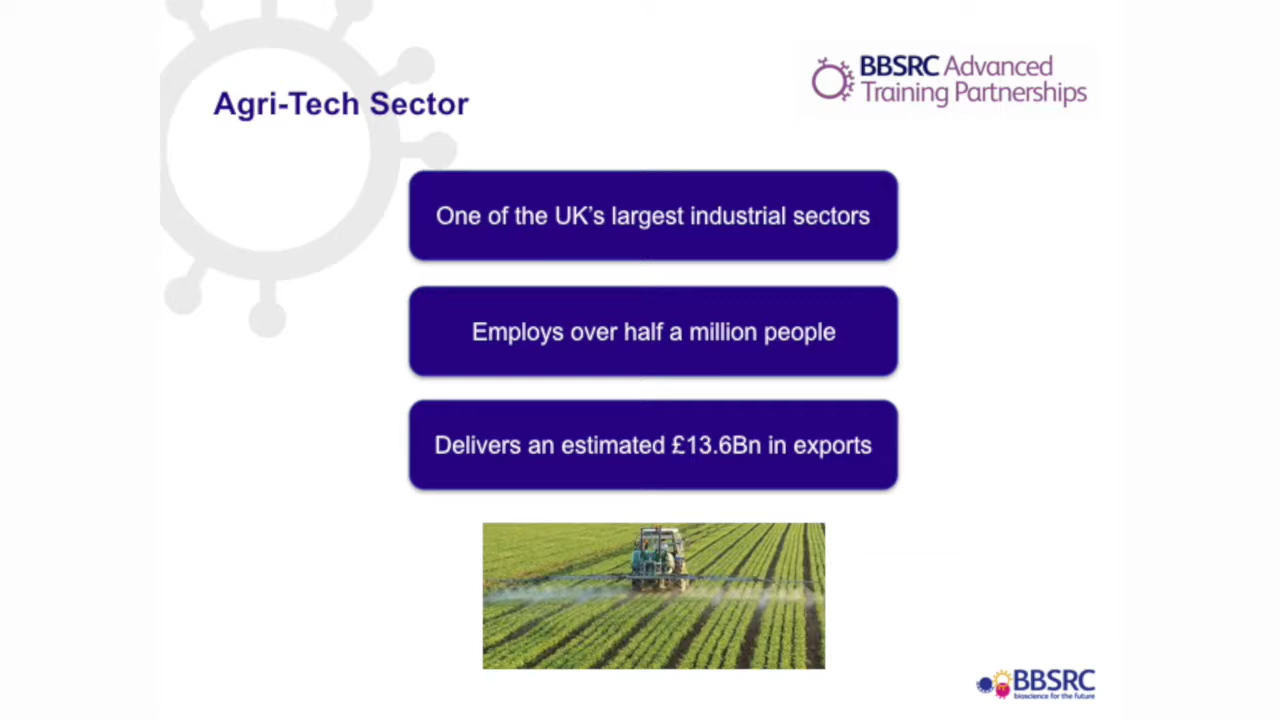 BBSRC Advanced
Training Partnerships
Agri-Tech Sector
One of the UK’s largest industrial sectors
Employs over half a million people
Delivers an estimated £13.6Bn in exports
BBSRC
bioscience for the future